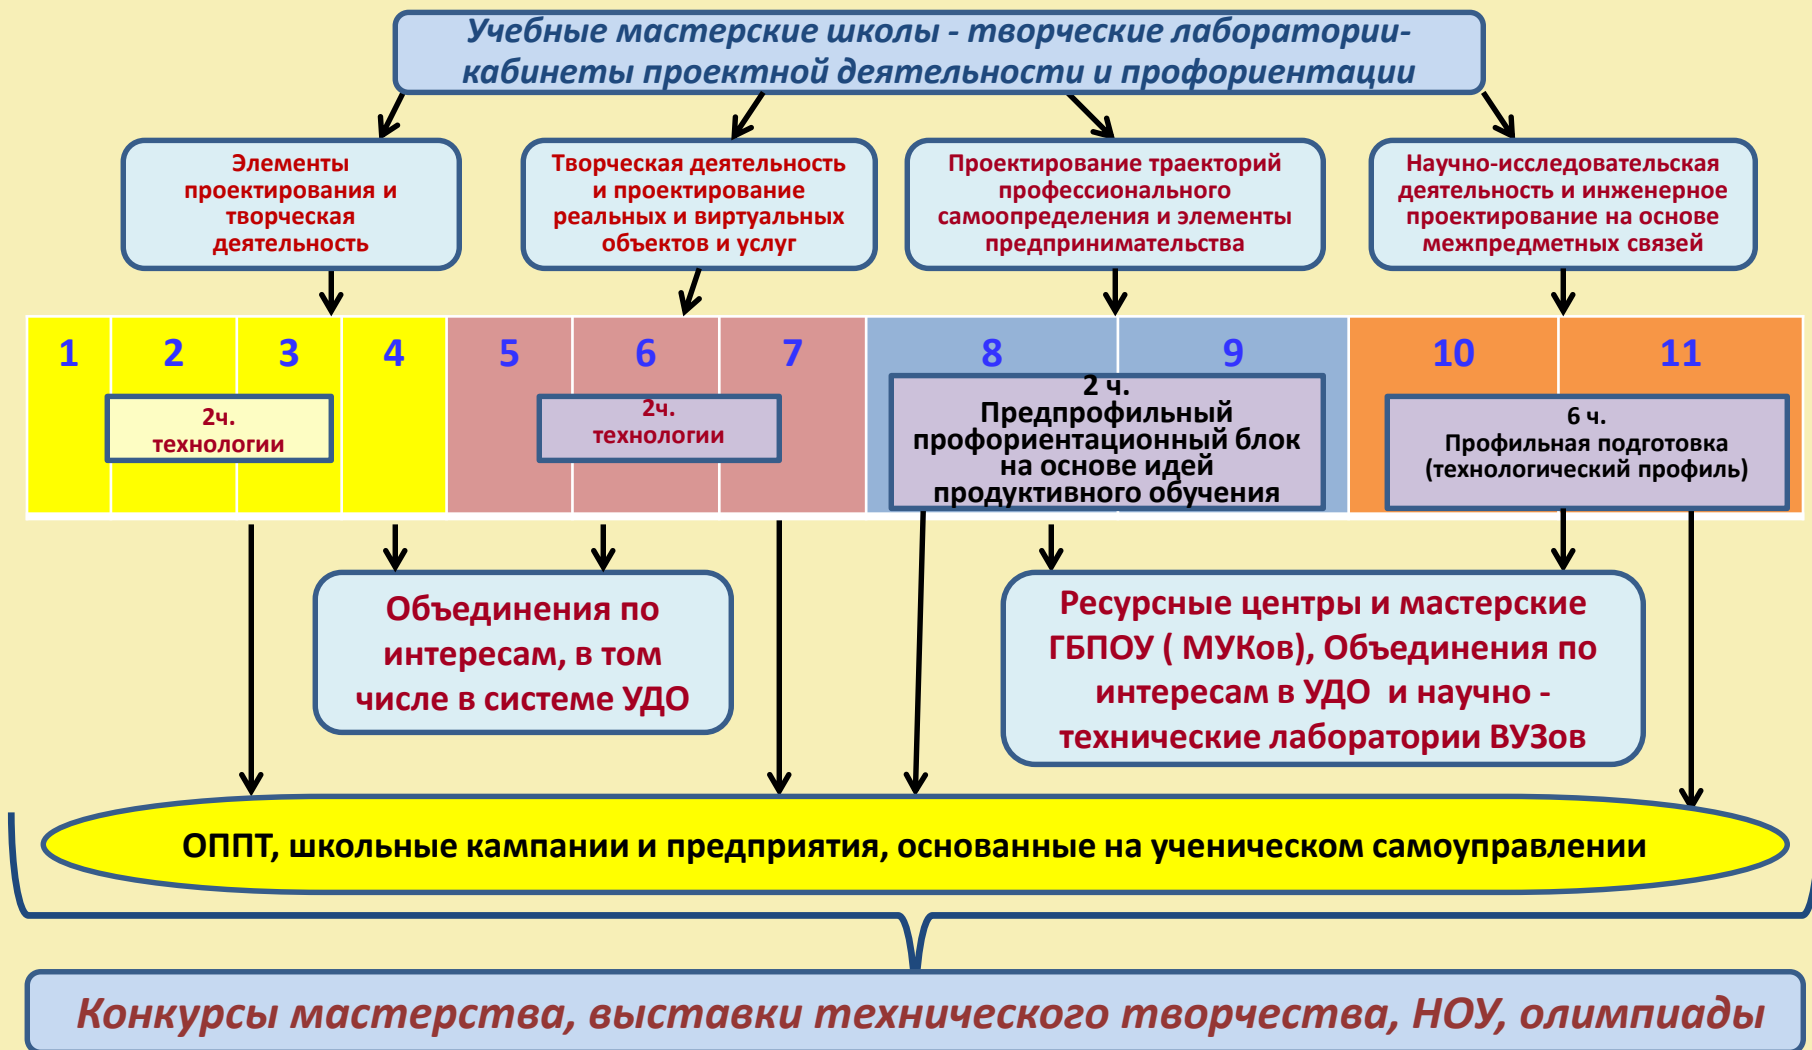 Учебные мастерские школы - творческие лаборатории-
кабинеты проектной деятельности и профориентации
Элементы
проектирования и
творческая
деятельность
Творческая деятельность
и проектирование
реальных и виртуальных
объектов и услуг
Проектирование траекторий
профессионального
самоопределения и элементы
предпринимательства
Научно-исследовательская
деятельность и инженерное
проектирование на основе
межпредметных связей
1 2 3 4 5 6 7 8 9 10 11
2ч.
технологии
2ч.
технологии
2 ч.
Предпрофильный
профориентационный блок
на основе идей
продуктивного обучения
6 ч.
Профильная подготовка
(технологический профиль)
Объединения по
интересам, в том
числе в системе УДО
Ресурсные центры и мастерские
ГБПОУ ( МУКов), Объединения по
интересам в УДО и научно -
технические лаборатории ВУЗов
ОППТ, школьные кампании и предприятия, основанные на ученическом самоуправлении
Конкурсы мастерства, выставки технического творчества, НОУ, олимпиады